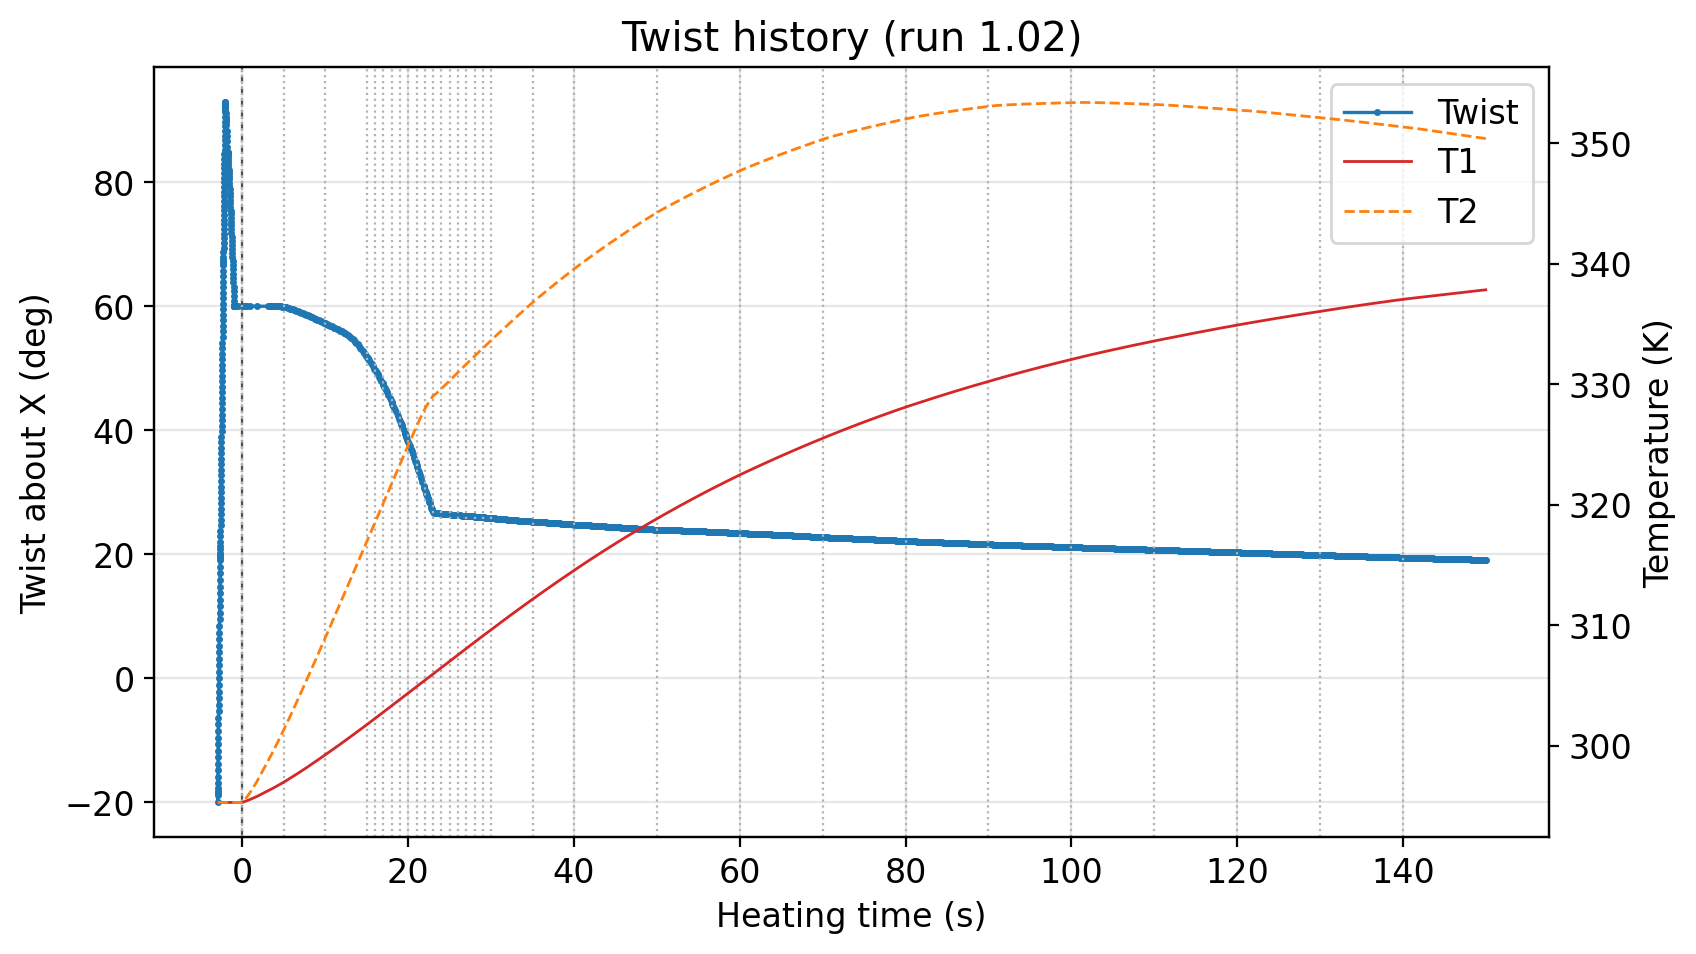 Twist history (run 1.02)
Twist about X (deg)
80
60
40
20
0
−20
Twist
T1
T2
350
340
330
320
310
300
Temperature (K)
0 20 40 60 80 100 120 140
Heating time (s)